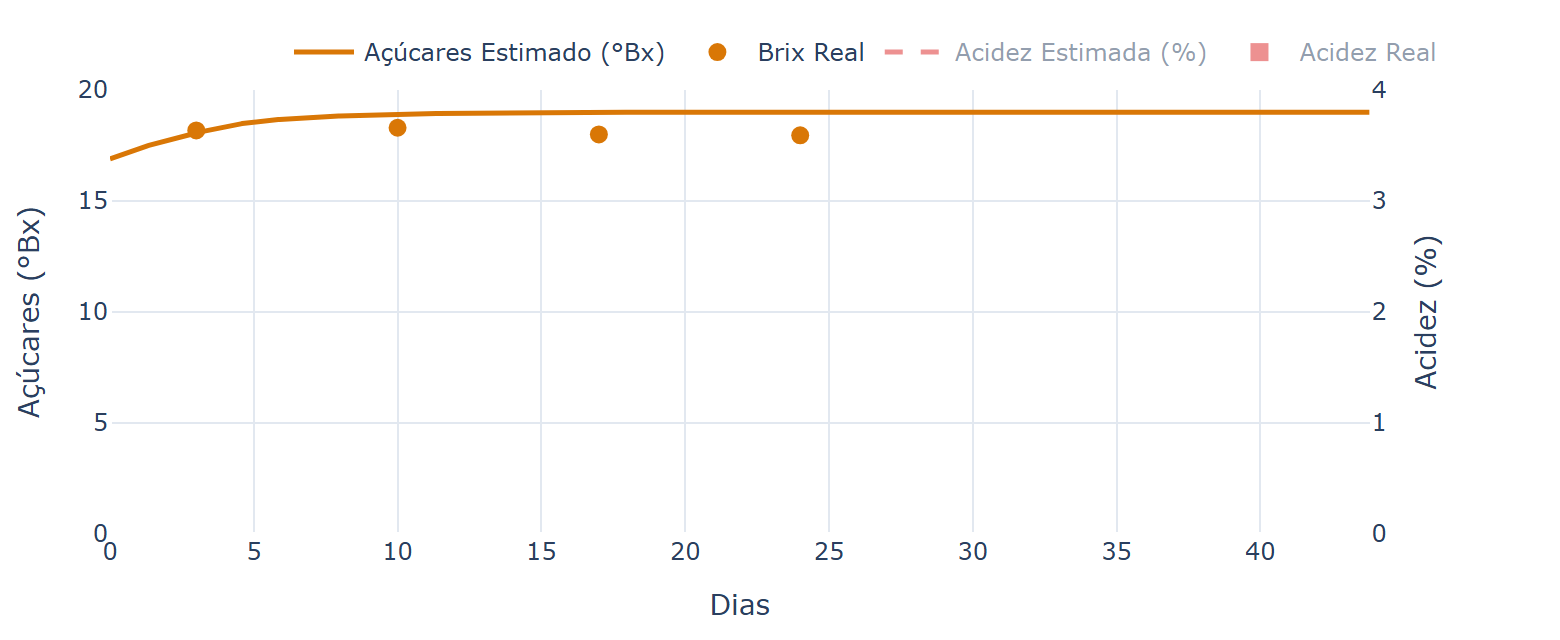 Açúcares Estimado (°Bx) Brix Real Acidez Estimada (%) Acidez Real
20 4
15 3
10 2
5 1
0 0
0 5 10 15 20 25 30 35 40
Açúcares (°Bx)
Acidez (%)
Dias